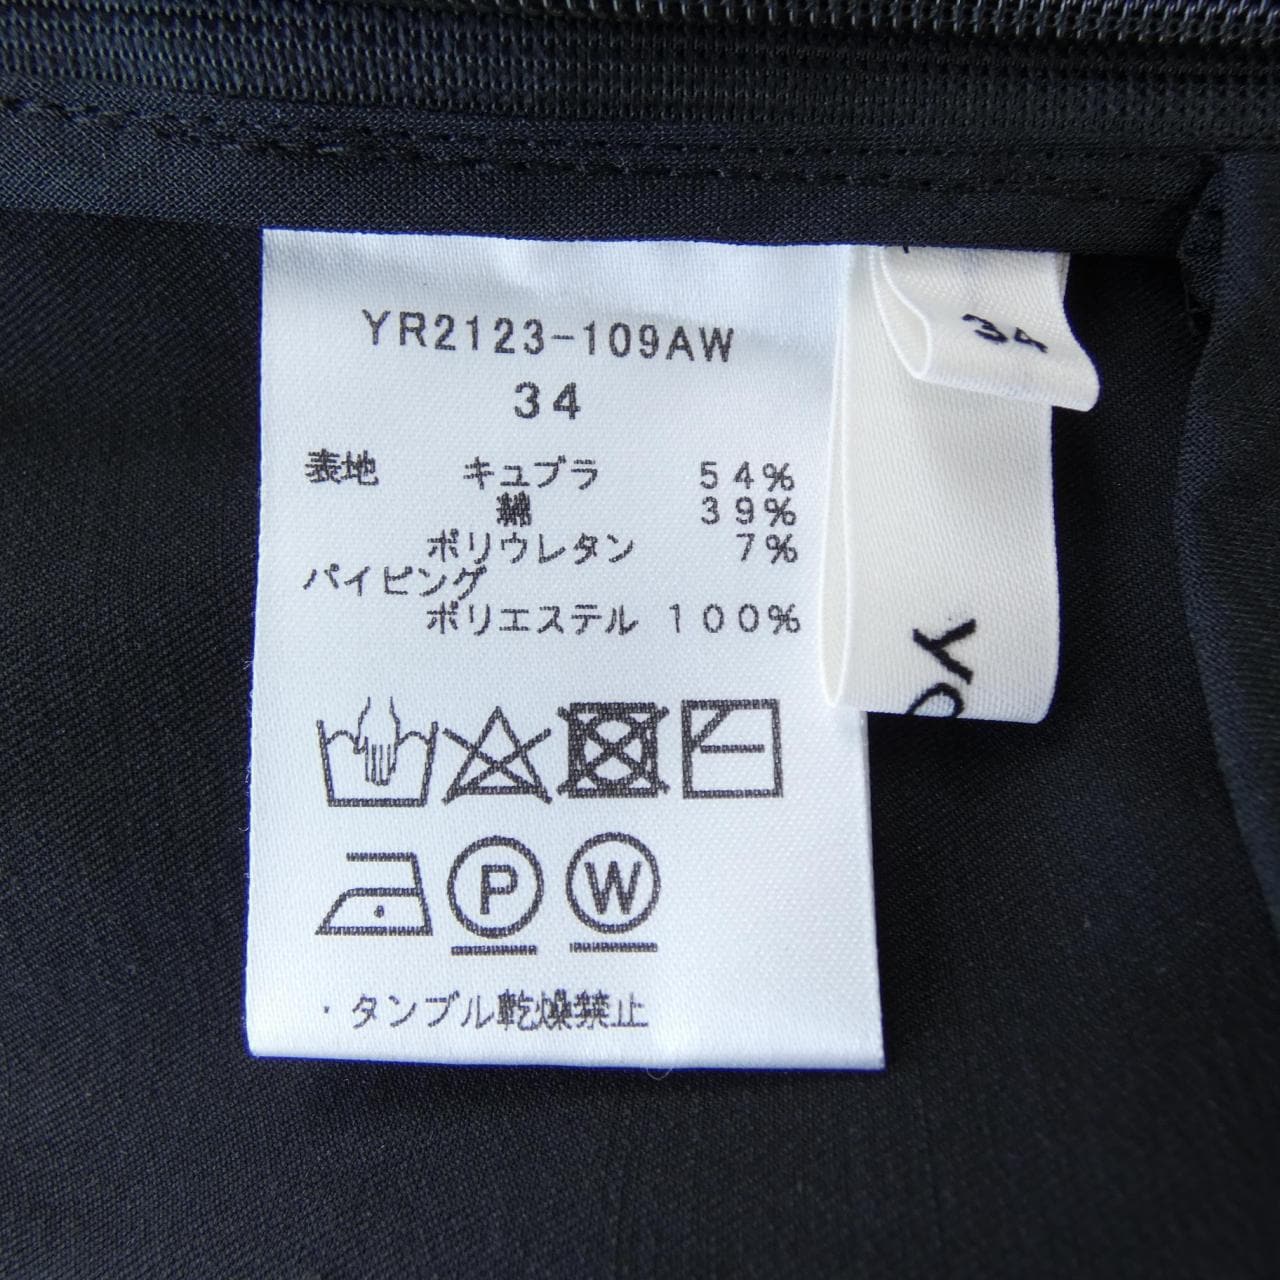 YR2123-109AW
34
表地 キュプラ 54%
綿 39%
ポリウレタン 7%
パイピング
ポリエステル 100%
P W
・タンブル乾燥禁止
34